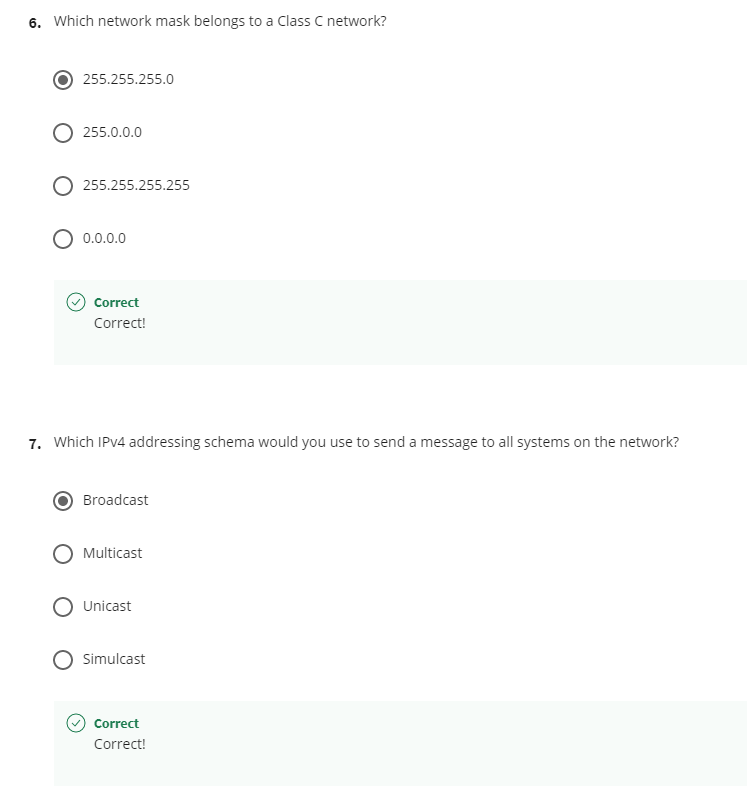 6. Which network mask belongs to a Class C network?
255.255.255.0
255.0.0.0
255.255.255.255
0.0.0.0
Correct
Correct!
7. Which IPv4 addressing schema would you use to send a message to all systems on the network?
Broadcast
Multicast
Unicast
Simulcast
Correct
Correct!